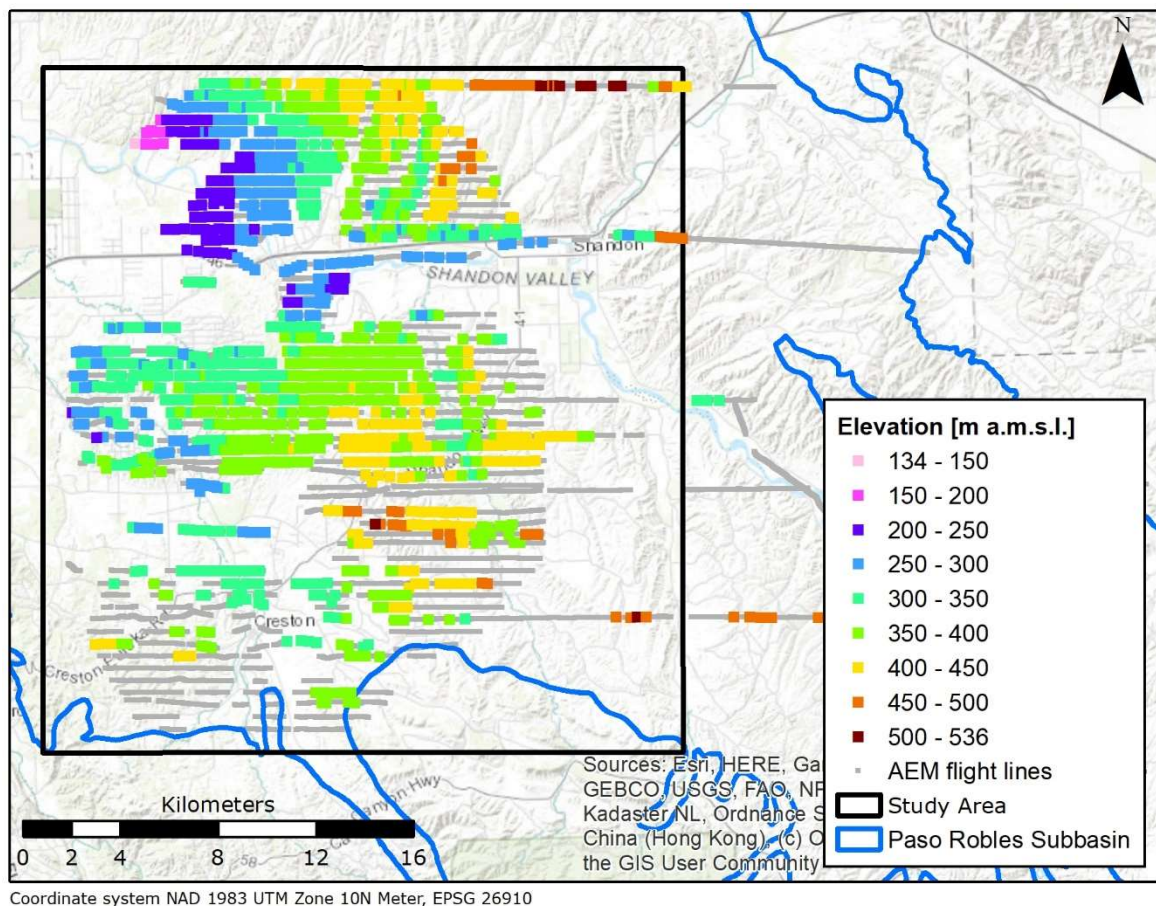 N
46
Shandon
SHANDON VALLEY
41
Creston
Creston-Eureka Rd
Canyon Hwy
58
Elevation [m a.m.s.l.]
134 - 150
150 - 200
200 - 250
250 - 300
300 - 350
350 - 400
400 - 450
450 - 500
500 - 536
AEM flight lines
Study Area
Paso Robles Subbasin
Sources: Esri, HERE, Ga
GEBCO, USGS, FAO, NP
Kadaster NL, Ordnance S
China (Hong Kong), (c) O
the GIS User Community
Kilometers
0 2 4 8 12 16
Coordinate system NAD 1983 UTM Zone 10N Meter, EPSG 26910